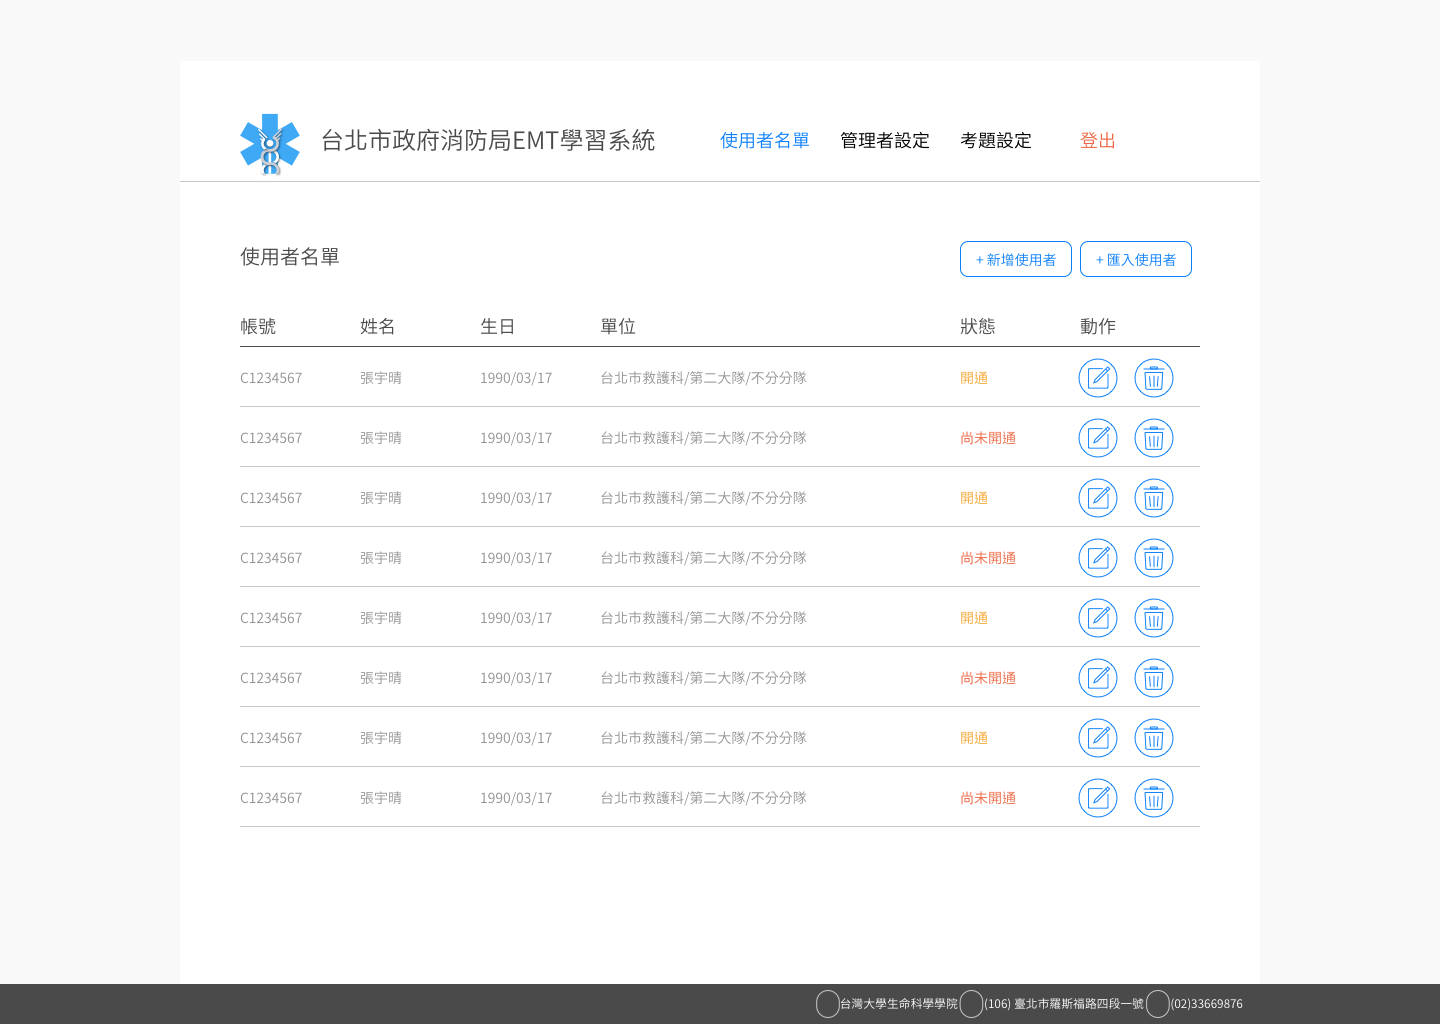 台北市政府消防局EMT學習系統 使用者名單 管理者設定 考題設定 登出
使用者名單 + 新增使用者 + 匯入使用者
帳號 姓名 生日 單位 狀態 動作
C1234567 張宇晴 1990/03/17 台北市救護科/第二大隊/不分分隊 開通
C1234567 張宇晴 1990/03/17 台北市救護科/第二大隊/不分分隊 尚未開通
C1234567 張宇晴 1990/03/17 台北市救護科/第二大隊/不分分隊 開通
C1234567 張宇晴 1990/03/17 台北市救護科/第二大隊/不分分隊 尚未開通
C1234567 張宇晴 1990/03/17 台北市救護科/第二大隊/不分分隊 開通
C1234567 張宇晴 1990/03/17 台北市救護科/第二大隊/不分分隊 尚未開通
C1234567 張宇晴 1990/03/17 台北市救護科/第二大隊/不分分隊 開通
C1234567 張宇晴 1990/03/17 台北市救護科/第二大隊/不分分隊 尚未開通
台灣大學生命科學學院 (106) 臺北市羅斯福路四段一號 (02)33669876